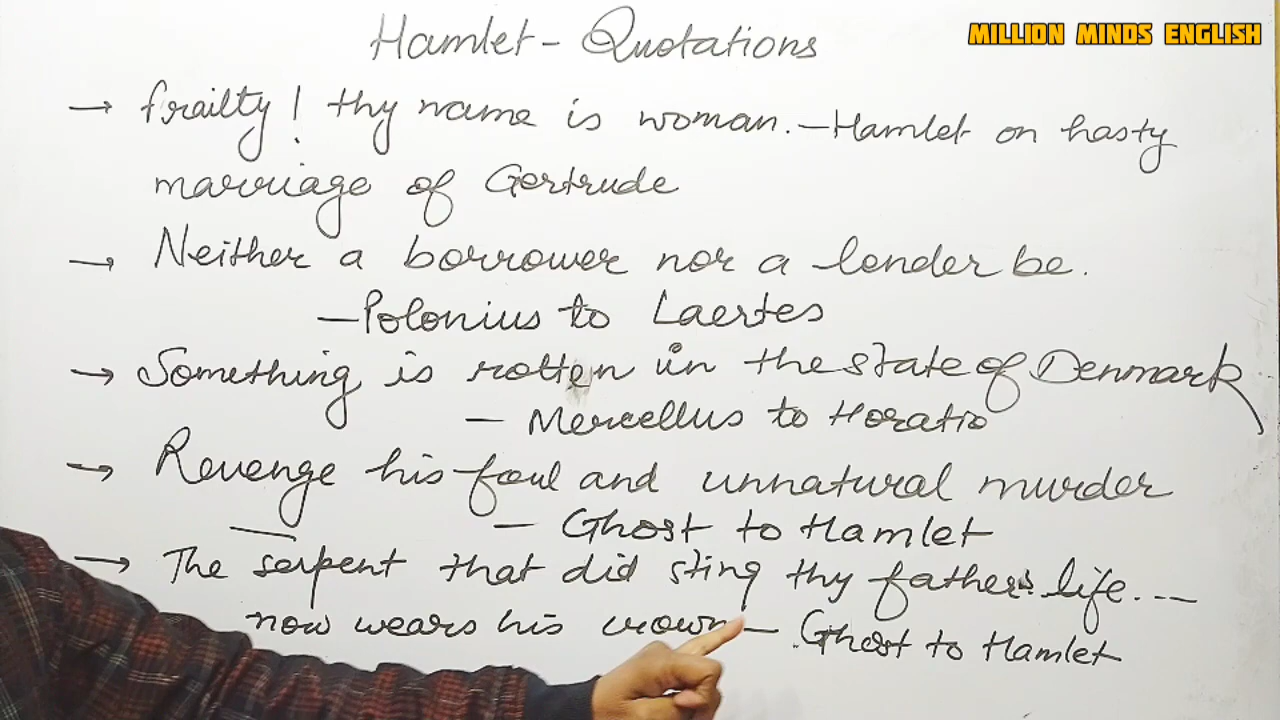 Hamlet - Quotations
MILLION MINDS ENGLISH
→ frailty! thy name is woman. - Hamlet on hasty
marriage of Gertrude
→ Neither a borrower nor a lender be.
- Polonius to Laertes
→ Something is rotten in the state of Denmark
- Mercellus to Horatio
→ Revenge his foul and unnatural murder
- Ghost to Hamlet
→ The serpent that did sting thy father's life....
now wears his crown - Ghost to Hamlet